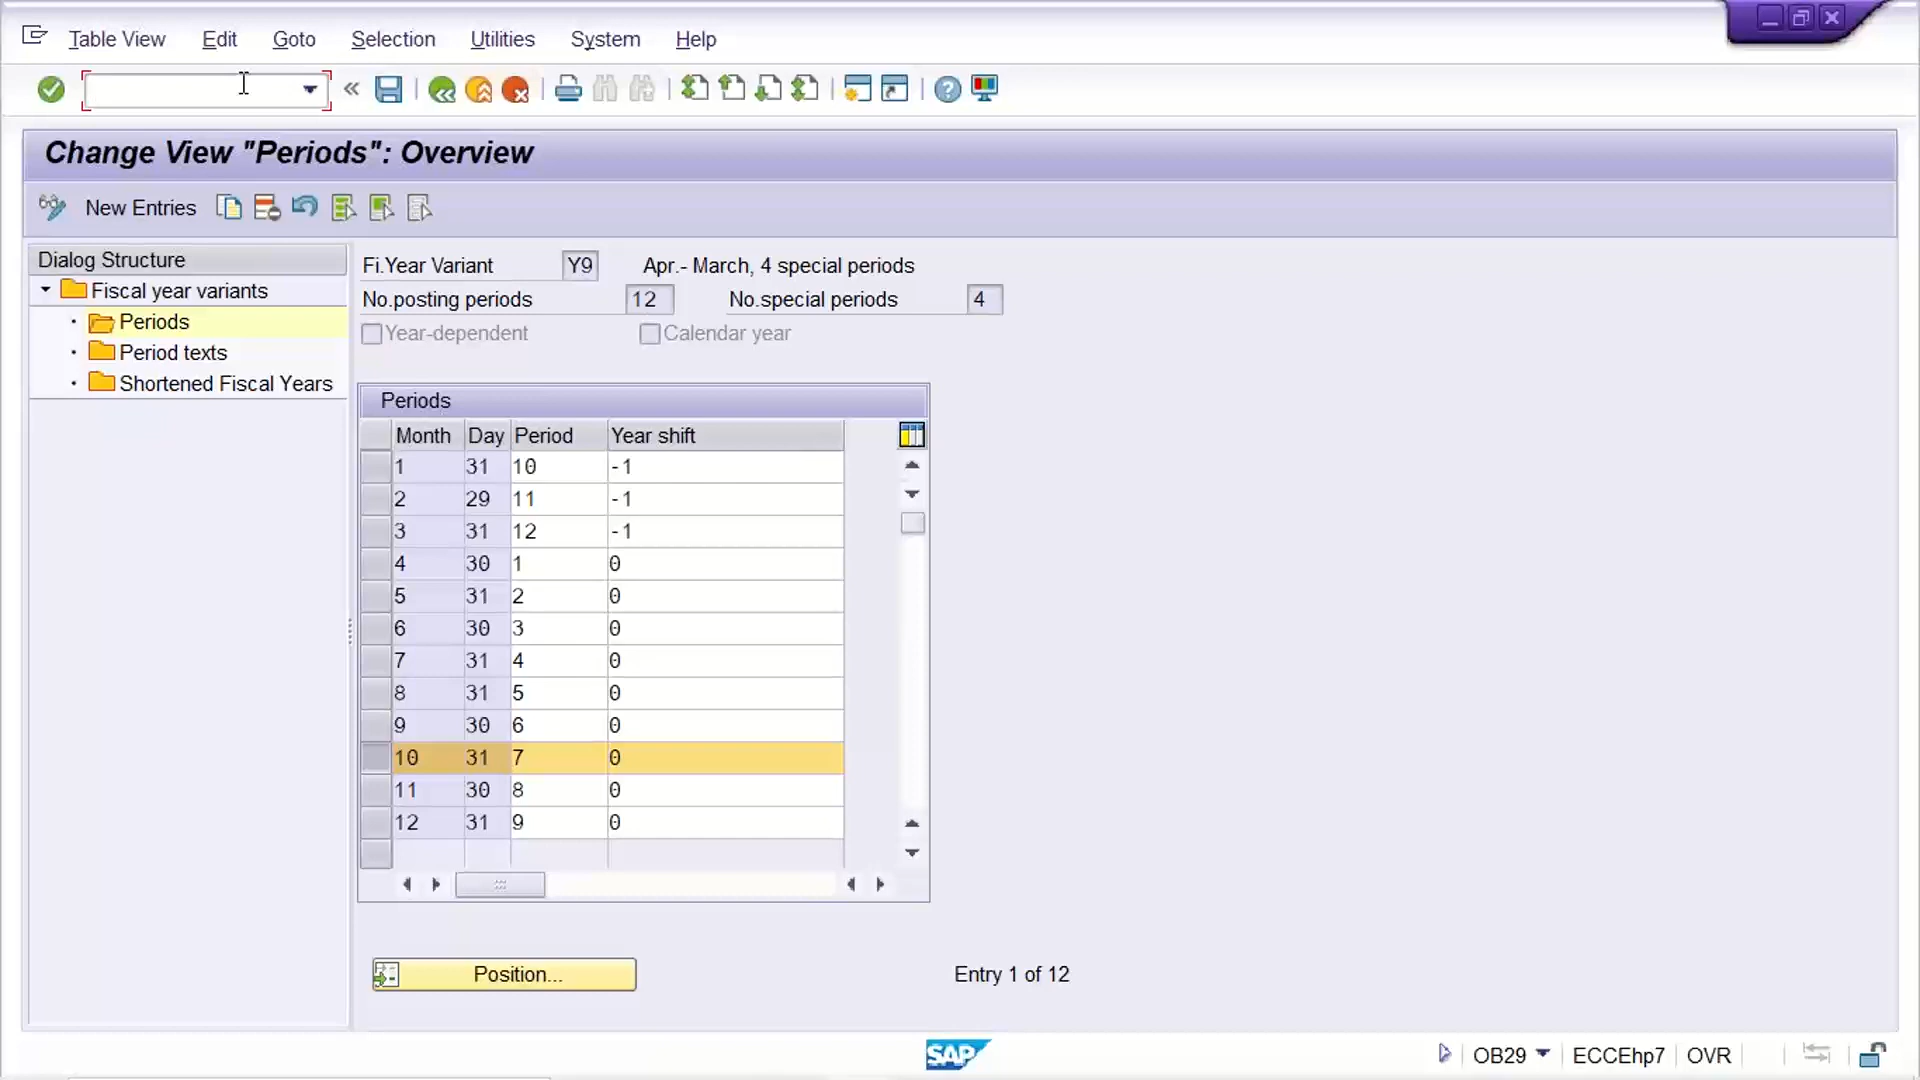 Table View Edit Goto Selection Utilities System Help
Change View "Periods": Overview
New Entries
Dialog Structure
Fiscal year variants
Periods
Period texts
Shortened Fiscal Years
Fi.Year Variant Y9 Apr.- March, 4 special periods
No.posting periods 12 No.special periods 4
Year-dependent Calendar year
Periods
Month Day Period Year shift
1 31 10 -1
2 29 11 -1
3 31 12 -1
4 30 1 0
5 31 2 0
6 30 3 0
7 31 4 0
8 31 5 0
9 30 6 0
10 31 7 0
11 30 8 0
12 31 9 0
Position... Entry 1 of 12
SAP OB29 ECCEhp7 OVR